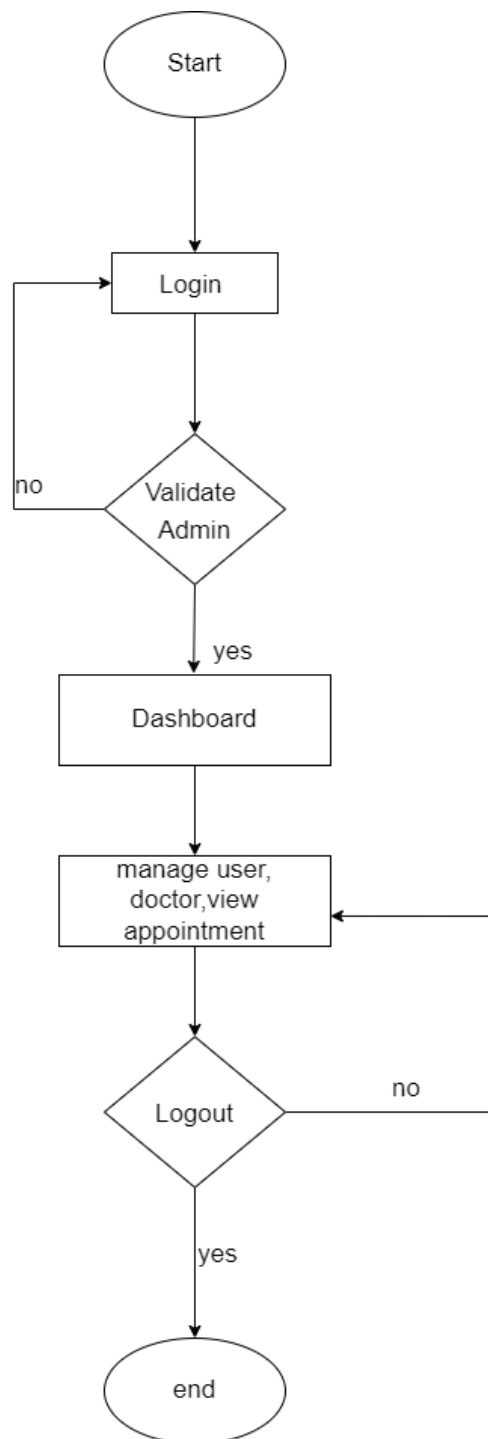 Start
Login
no
Validate
Admin
yes
Dashboard
manage user,
doctor,view
appointment
Logout
no
yes
end